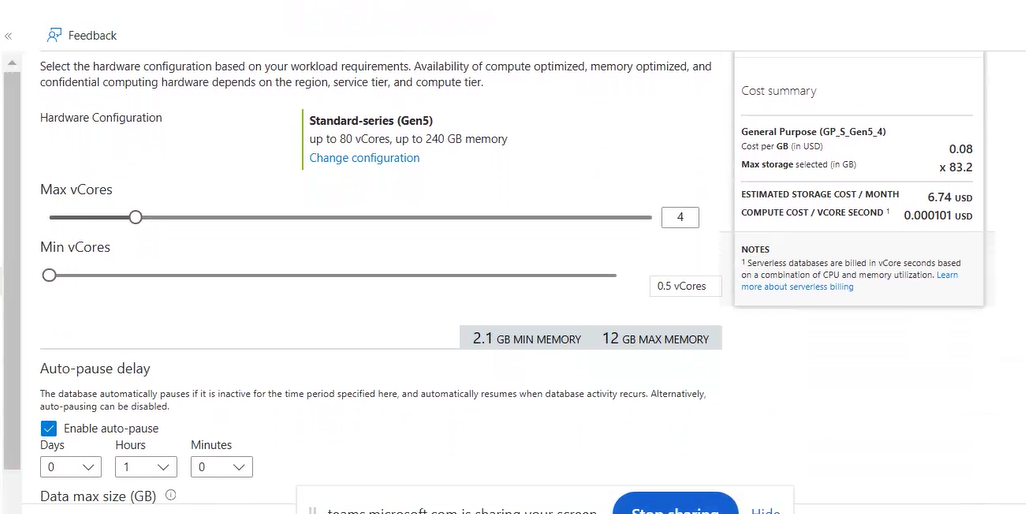 «
Feedback
Select the hardware configuration based on your workload requirements. Availability of compute optimized, memory optimized, and
confidential computing hardware depends on the region, service tier, and compute tier.
Hardware Configuration
Standard-series (Gen5)
up to 80 vCores, up to 240 GB memory
Change configuration
Max vCores
4
Min vCores
0.5 vCores
2.1 GB MIN MEMORY 12 GB MAX MEMORY
Auto-pause delay
The database automatically pauses if it is inactive for the time period specified here, and automatically resumes when database activity recurs. Alternatively,
auto-pausing can be disabled.
Enable auto-pause
Days Hours Minutes
0 1 0
Data max size (GB)
Cost summary
General Purpose (GP_S_Gen5_4)
Cost per GB (in USD) 0.08
Max storage selected (in GB) x 83.2
ESTIMATED STORAGE COST / MONTH 6.74 USD
COMPUTE COST / VCORE SECOND 1 0.000101 USD
NOTES
1 Serverless databases are billed in vCore seconds based
on a combination of CPU and memory utilization. Learn
more about serverless billing
teams.microsoft.com is sharing your screen. Stop sharing Hide